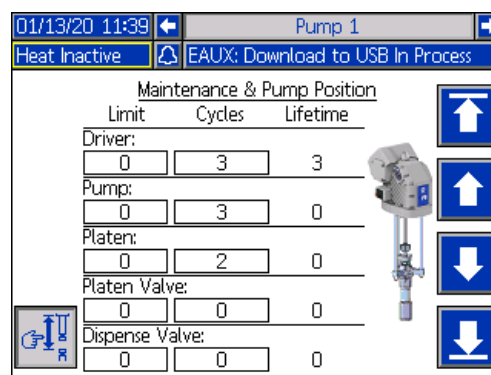 01/13/20 11:39 Pump 1
Heat Inactive EAUX: Download to USB In Process
Maintenance & Pump Position
Limit Cycles Lifetime
Driver:
0 3 3
Pump:
0 3 0
Platen:
0 2 0
Platen Valve:
0 0 0
Dispense Valve:
0 0 0